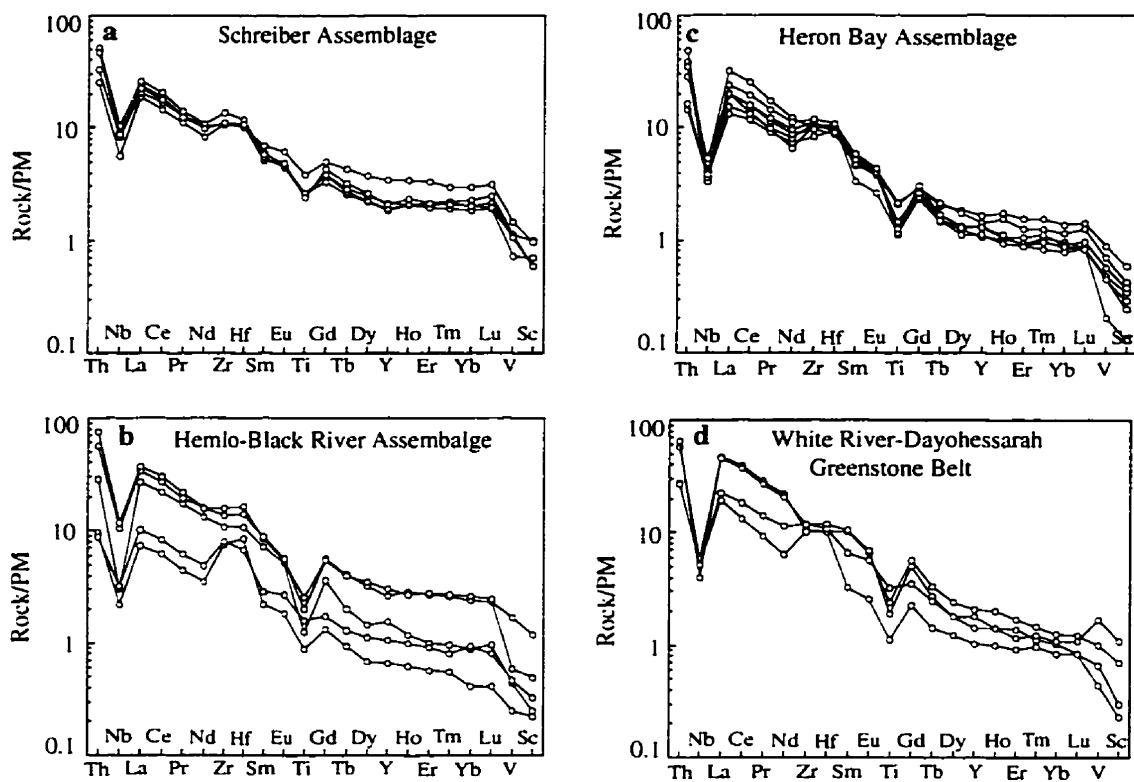 100
10
1
0.1
Rock/PM
a
Schreiber Assemblage
Nb Ce Nd Hf Eu Gd Dy Ho Tm Lu Sc
Th La Pr Zr Sm Ti Tb Y Er Yb V
100
10
1
0.1
Rock/PM
c
Heron Bay Assemblage
Nb Ce Nd Hf Eu Gd Dy Ho Tm Lu Sc
Th La Pr Zr Sm Ti Tb Y Er Yb V
100
10
1
0.1
Rock/PM
b
Hemlo-Black River Assembalge
Nb Ce Nd Hf Eu Gd Dy Ho Tm Lu Sc
Th La Pr Zr Sm Ti Tb Y Er Yb V
100
10
1
0.1
Rock/PM
d
White River-Dayohessarah
Greenstone Belt
Nb Ce Nd Hf Eu Gd Dy Ho Tm Lu Sc
Th La Pr Zr Sm Ti Tb Y Er Yb V